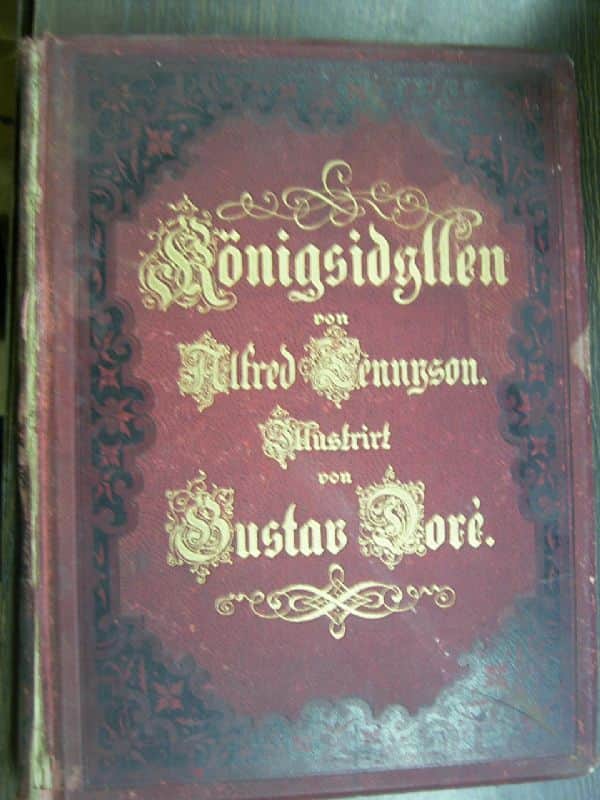 Königsidyllen
von
Alfred Tennyson.
Illustrirt
von
Gustav Doré.